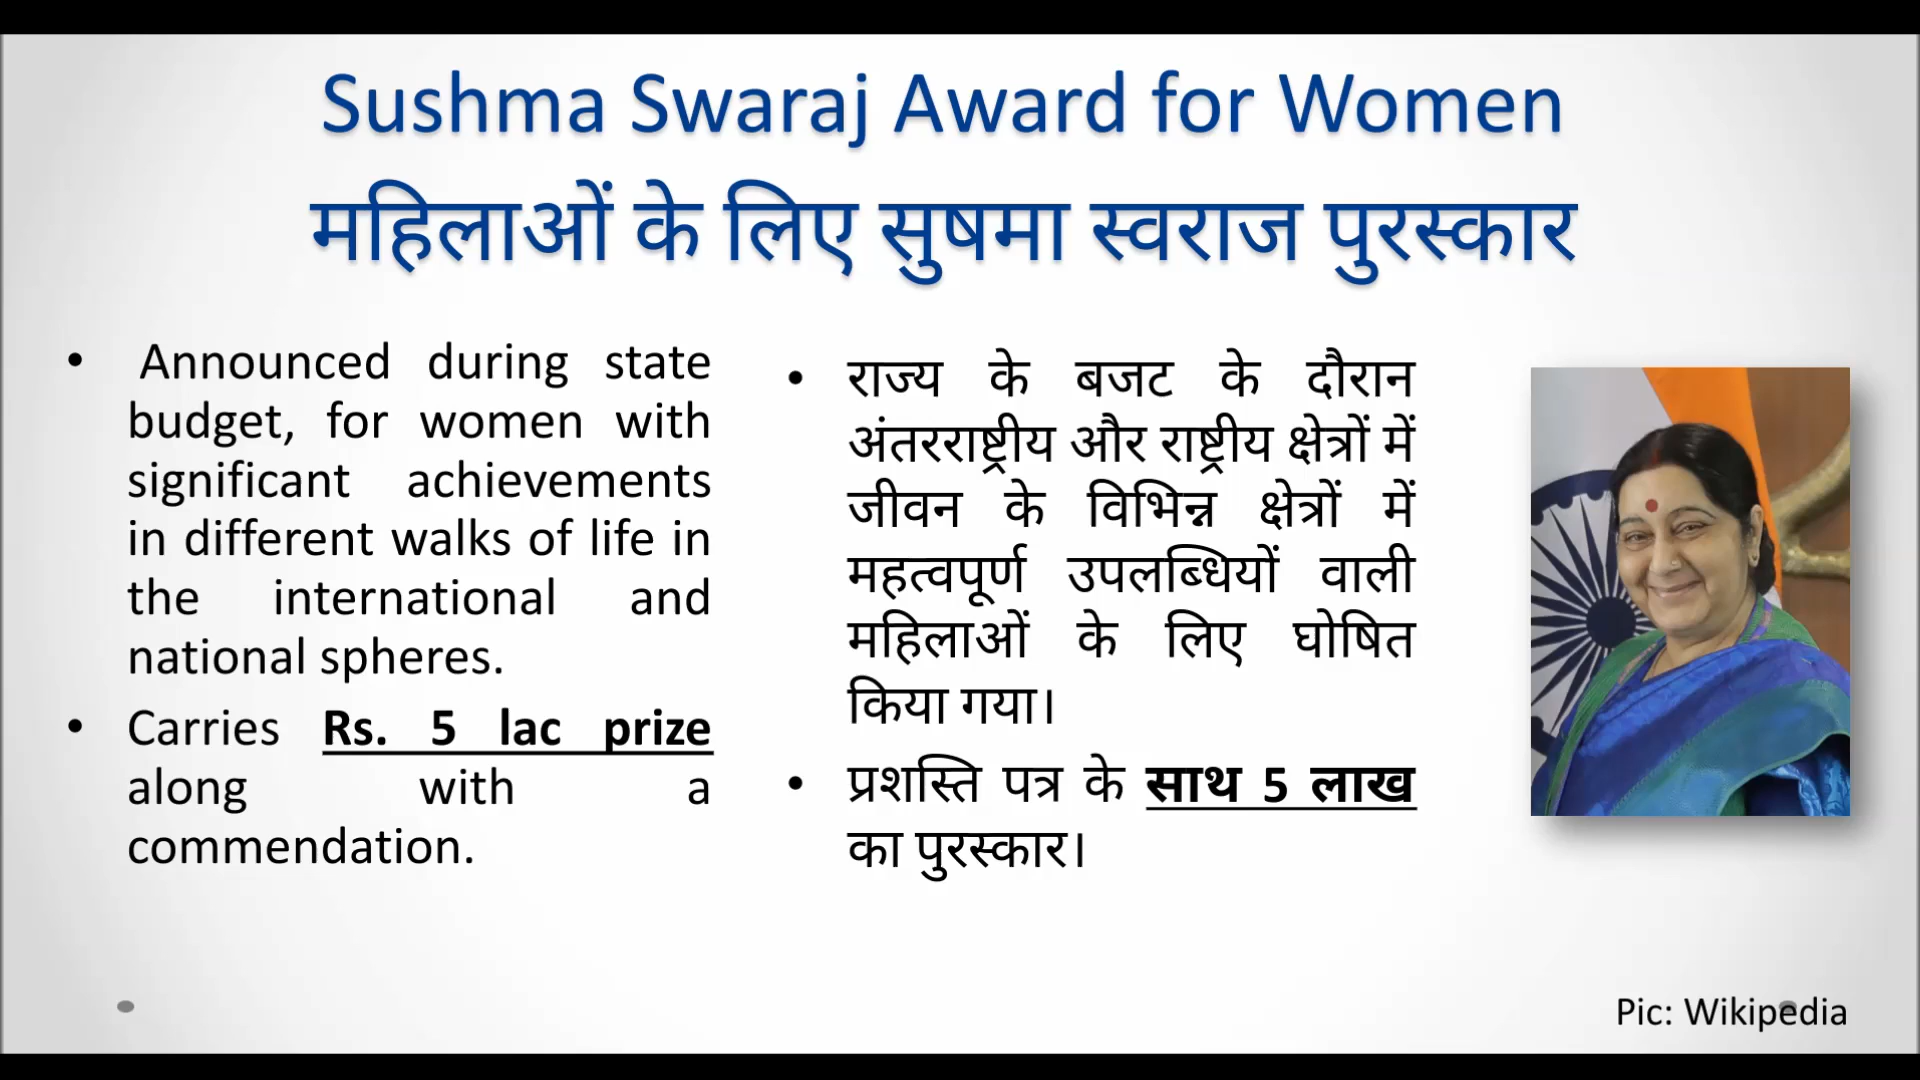 Sushma Swaraj Award for Women
महिलाओं के लिए सुषमा स्वराज पुरस्कार
• Announced during state
budget, for women with
significant achievements
in different walks of life in
the international and
national spheres.
• Carries Rs. 5 lac prize
along with a
commendation.
• राज्य के बजट के दौरान
अंतरराष्ट्रीय और राष्ट्रीय क्षेत्रों में
जीवन के विभिन्न क्षेत्रों में
महत्वपूर्ण उपलब्धियों वाली
महिलाओं के लिए घोषित
किया गया।
• प्रशस्ति पत्र के साथ 5 लाख
का पुरस्कार।
Pic: Wikipedia